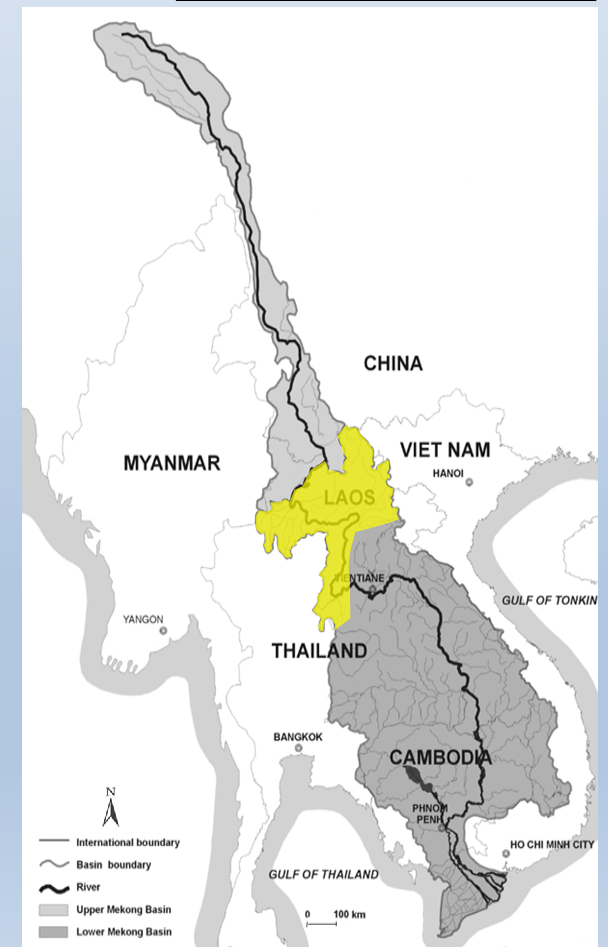 CHINA
VIET NAM
HANOI
MYANMAR
LAOS
VIENTIANE
GULF OF TONKIN
YANGON
THAILAND
BANGKOK
CAMBODIA
PHNOM
PENH
HO CHI MINH CITY
GULF OF THAILAND
N
International boundary
Basin boundary
River
Upper Mekong Basin
Lower Mekong Basin
0 100 km